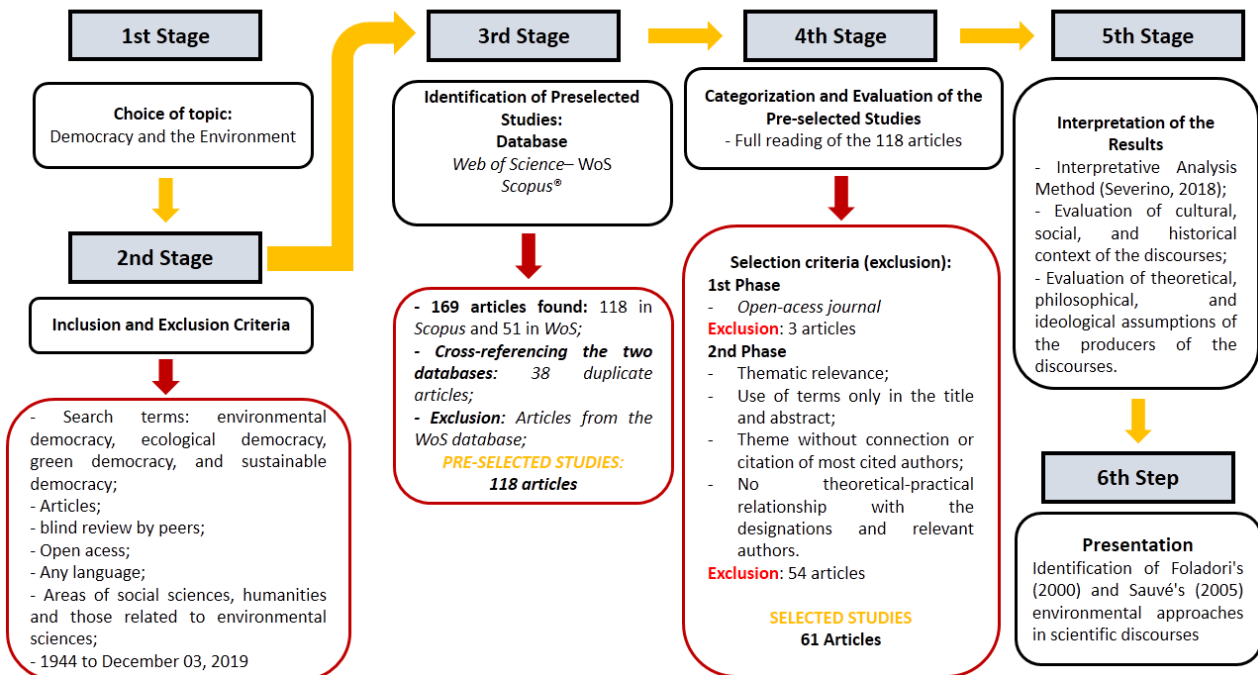 1st Stage
Choice of topic:
Democracy and the Environment
2nd Stage
Inclusion and Exclusion Criteria
- Search terms: environmental
democracy, ecological democracy,
green democracy, and sustainable
democracy;
- Articles;
- blind review by peers;
- Open acess;
- Any language;
- Areas of social sciences, humanities
and those related to environmental
sciences;
- 1944 to December 03, 2019
3rd Stage
Identification of Preselected
Studies:
Database
Web of Science– WoS
Scopus®
- 169 articles found: 118 in
Scopus and 51 in WoS;
- Cross-referencing the two
databases: 38 duplicate
articles;
- Exclusion: Articles from the
WoS database;
PRE-SELECTED STUDIES:
118 articles
4th Stage
Categorization and Evaluation of the
Pre-selected Studies
- Full reading of the 118 articles
Selection criteria (exclusion):
1st Phase
- Open-acess journal
Exclusion: 3 articles
2nd Phase
- Thematic relevance;
- Use of terms only in the title
and abstract;
- Theme without connection or
citation of most cited authors;
- No theoretical-practical
relationship with the
designations and relevant
authors.
Exclusion: 54 articles
SELECTED STUDIES
61 Articles
5th Stage
Interpretation of the
Results
- Interpretative Analysis
Method (Severino, 2018);
- Evaluation of cultural,
social, and historical
context of the discourses;
- Evaluation of theoretical,
philosophical, and
ideological assumptions of
the producers of the
discourses.
6th Step
Presentation
Identification of Foladori's
(2000) and Sauvé's (2005)
environmental approaches
in scientific discourses